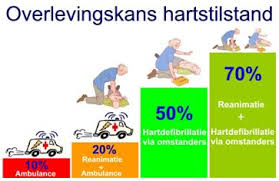 Overlevingskans hartstilstand
10%
Ambulance
20%
Reanimatie
+
Ambulance
50%
Hartdefibrillatie
via omstanders
70%
Reanimatie
+
Hartdefibrillatie
via omstanders